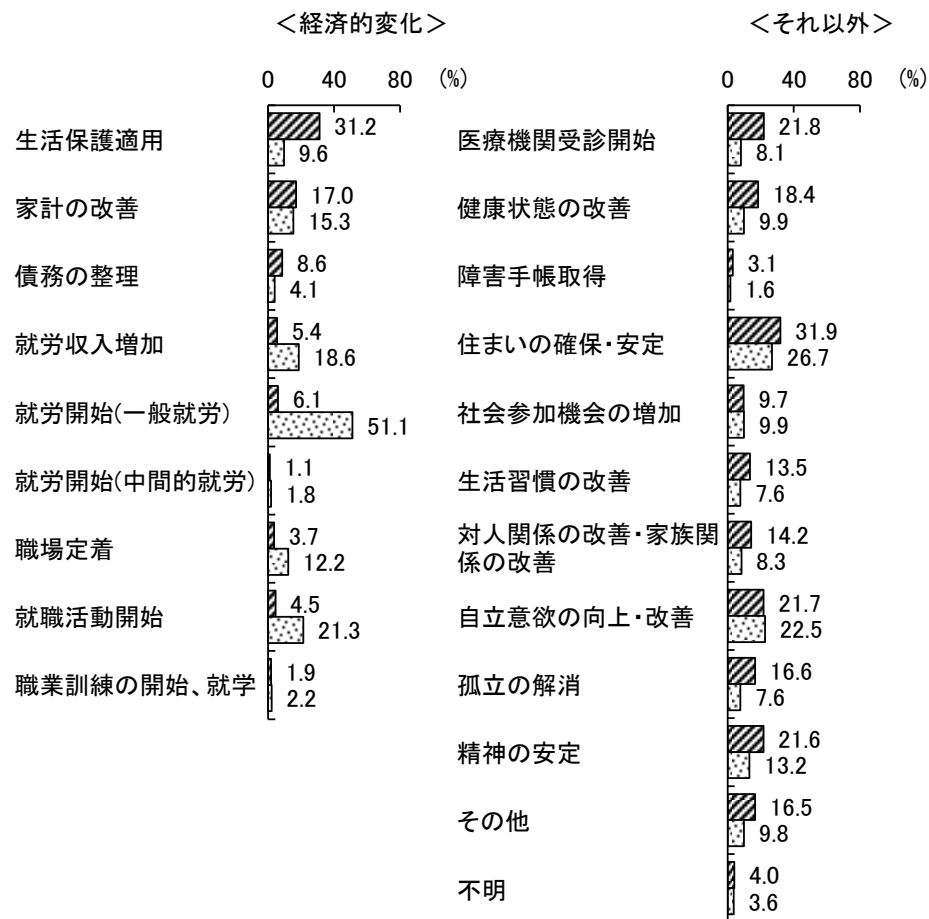 ＜経済的変化＞
0 40 80 (%)
生活保護適用 31.2
9.6
家計の改善 17.0
15.3
債務の整理 8.6
4.1
就労収入増加 5.4
18.6
就労開始(一般就労) 6.1
51.1
就労開始(中間的就労) 1.1
1.8
職場定着 3.7
12.2
就職活動開始 4.5
21.3
職業訓練の開始、就学 1.9
2.2
＜それ以外＞
0 40 80 (%)
医療機関受診開始 21.8
8.1
健康状態の改善 18.4
9.9
障害手帳取得 3.1
1.6
住まいの確保・安定 31.9
26.7
社会参加機会の増加 9.7
9.9
生活習慣の改善 13.5
7.6
対人関係の改善・家族関 14.2
係の改善 8.3
自立意欲の向上・改善 21.7
22.5
孤立の解消 16.6
7.6
精神の安定 21.6
13.2
その他 16.5
9.8
不明 4.0
3.6